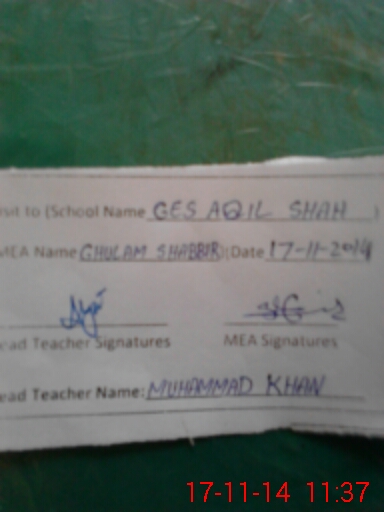 sit to (School Name GES AQIL SHAH )
MEA Name GHULAM SHABBIR (Date 17-11-2014
ead Teacher Signatures MEA Signatures
ead Teacher Name: MUHAMMAD KHAN
17-11-14 11:37